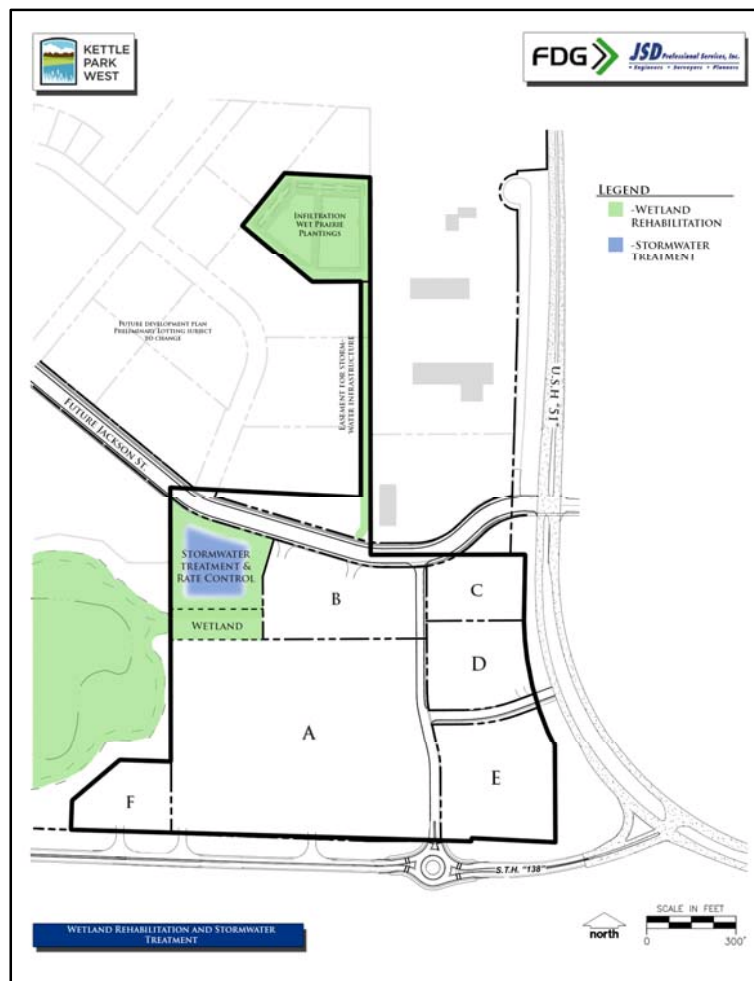 KETTLE
PARK
WEST
FDG
JSD Professional Services, Inc.
• Engineers • Surveyors • Planners
LEGEND
-WETLAND
REHABILITATION
-STORMWATER
TREATMENT
INFILTRATION
WET PRAIRIE
PLANTINGS
FUTURE DEVELOPMENT PLAN
PRELIMINARY LOTTING SUBJECT
TO CHANGE
EASEMENT FOR STORM-
WATER INFRASTRUCTURE
U.S.H "51"
FUTURE JACKSON ST.
STORMWATER
TREATMENT &
RATE CONTROL
WETLAND
B
C
D
A
E
F
S.T.H. "138"
WETLAND REHABILITATION AND STORMWATER
TREATMENT
north
SCALE IN FEET
0 300'